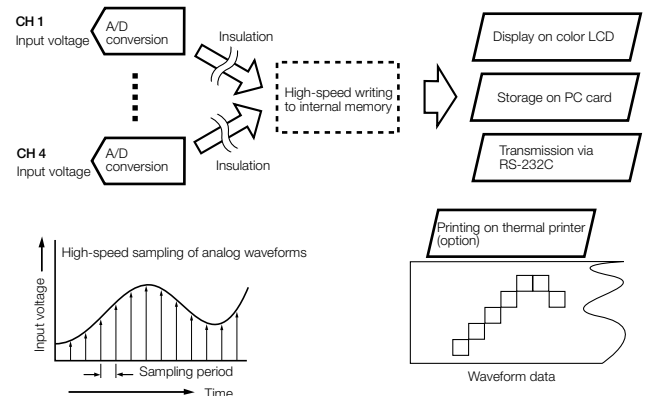 CH 1
Input voltage
A/D
conversion
Insulation
High-speed writing
to internal memory
CH 4
Input voltage
A/D
conversion
Insulation
Display on color LCD
Storage on PC card
Transmission via
RS-232C
Printing on thermal printer
(option)
Waveform data
High-speed sampling of analog waveforms
Input voltage
Sampling period
Time